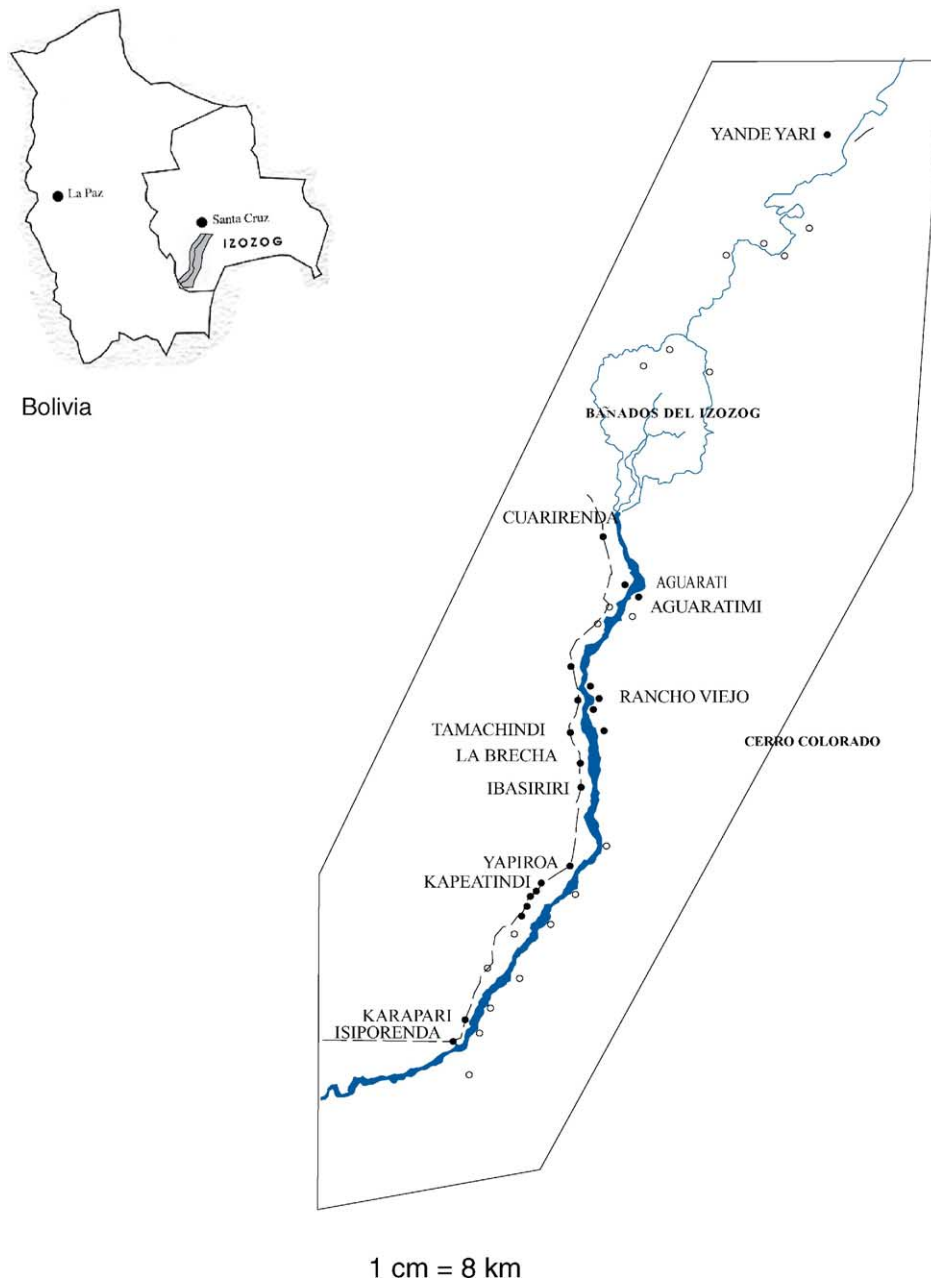 La Paz
Santa Cruz
IZOZOG
Bolivia
YANDE YARI
BAÑADOS DEL IZOZOG
CUARIRENDA
AGUARATI
AGUARATIMI
RANCHO VIEJO
TAMACHINDI
CERRO COLORADO
LA BRECHA
IBASIRIRI
YAPIROA
KAPEATINDI
KARAPARI
ISIPORENDA
1 cm = 8 km